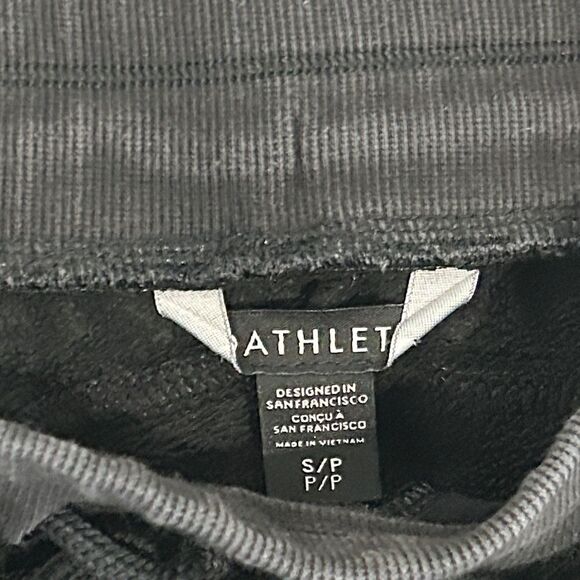 ATHLET
DESIGNED IN
SAN FRANCISCO
CONÇU À
SAN FRANCISCO
MADE IN VIETNAM
S/P
P/P